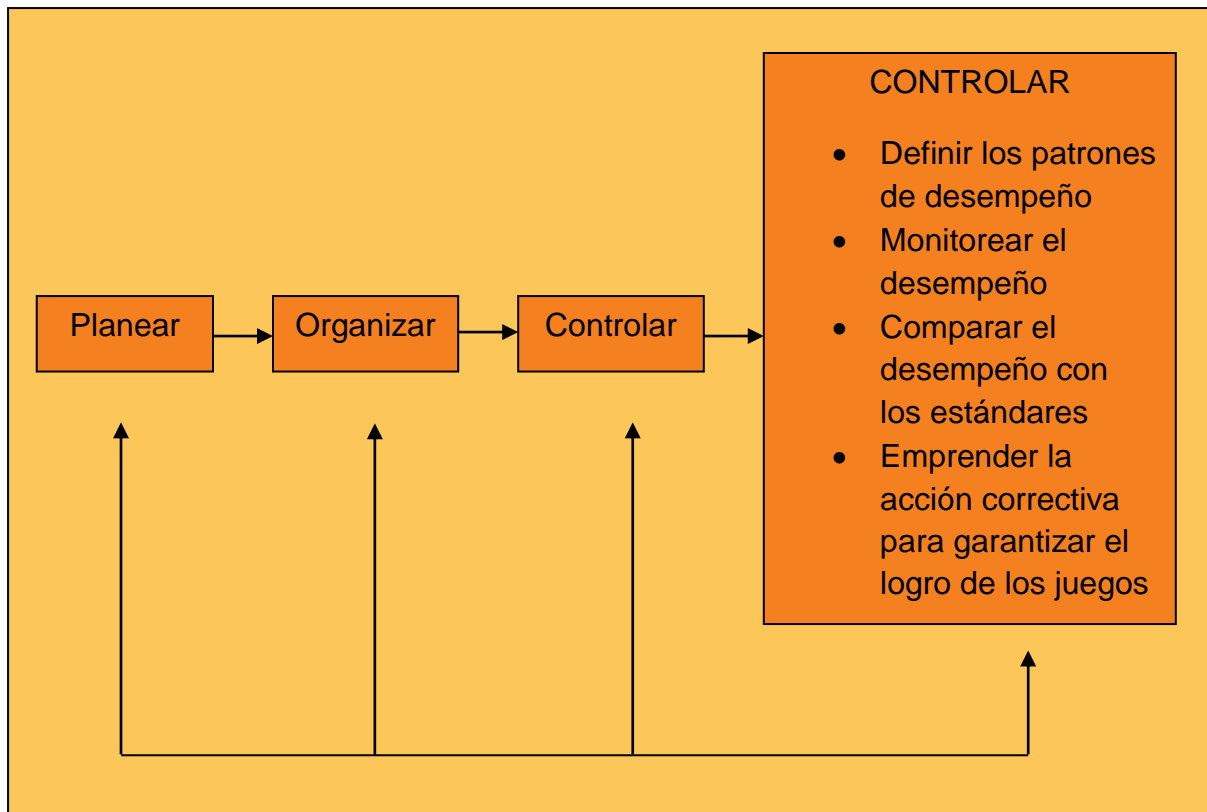 Planear
Organizar
Controlar
CONTROLAR
• Definir los patrones
de desempeño
• Monitorear el
desempeño
• Comparar el
desempeño con
los estándares
• Emprender la
acción correctiva
para garantizar el
logro de los juegos